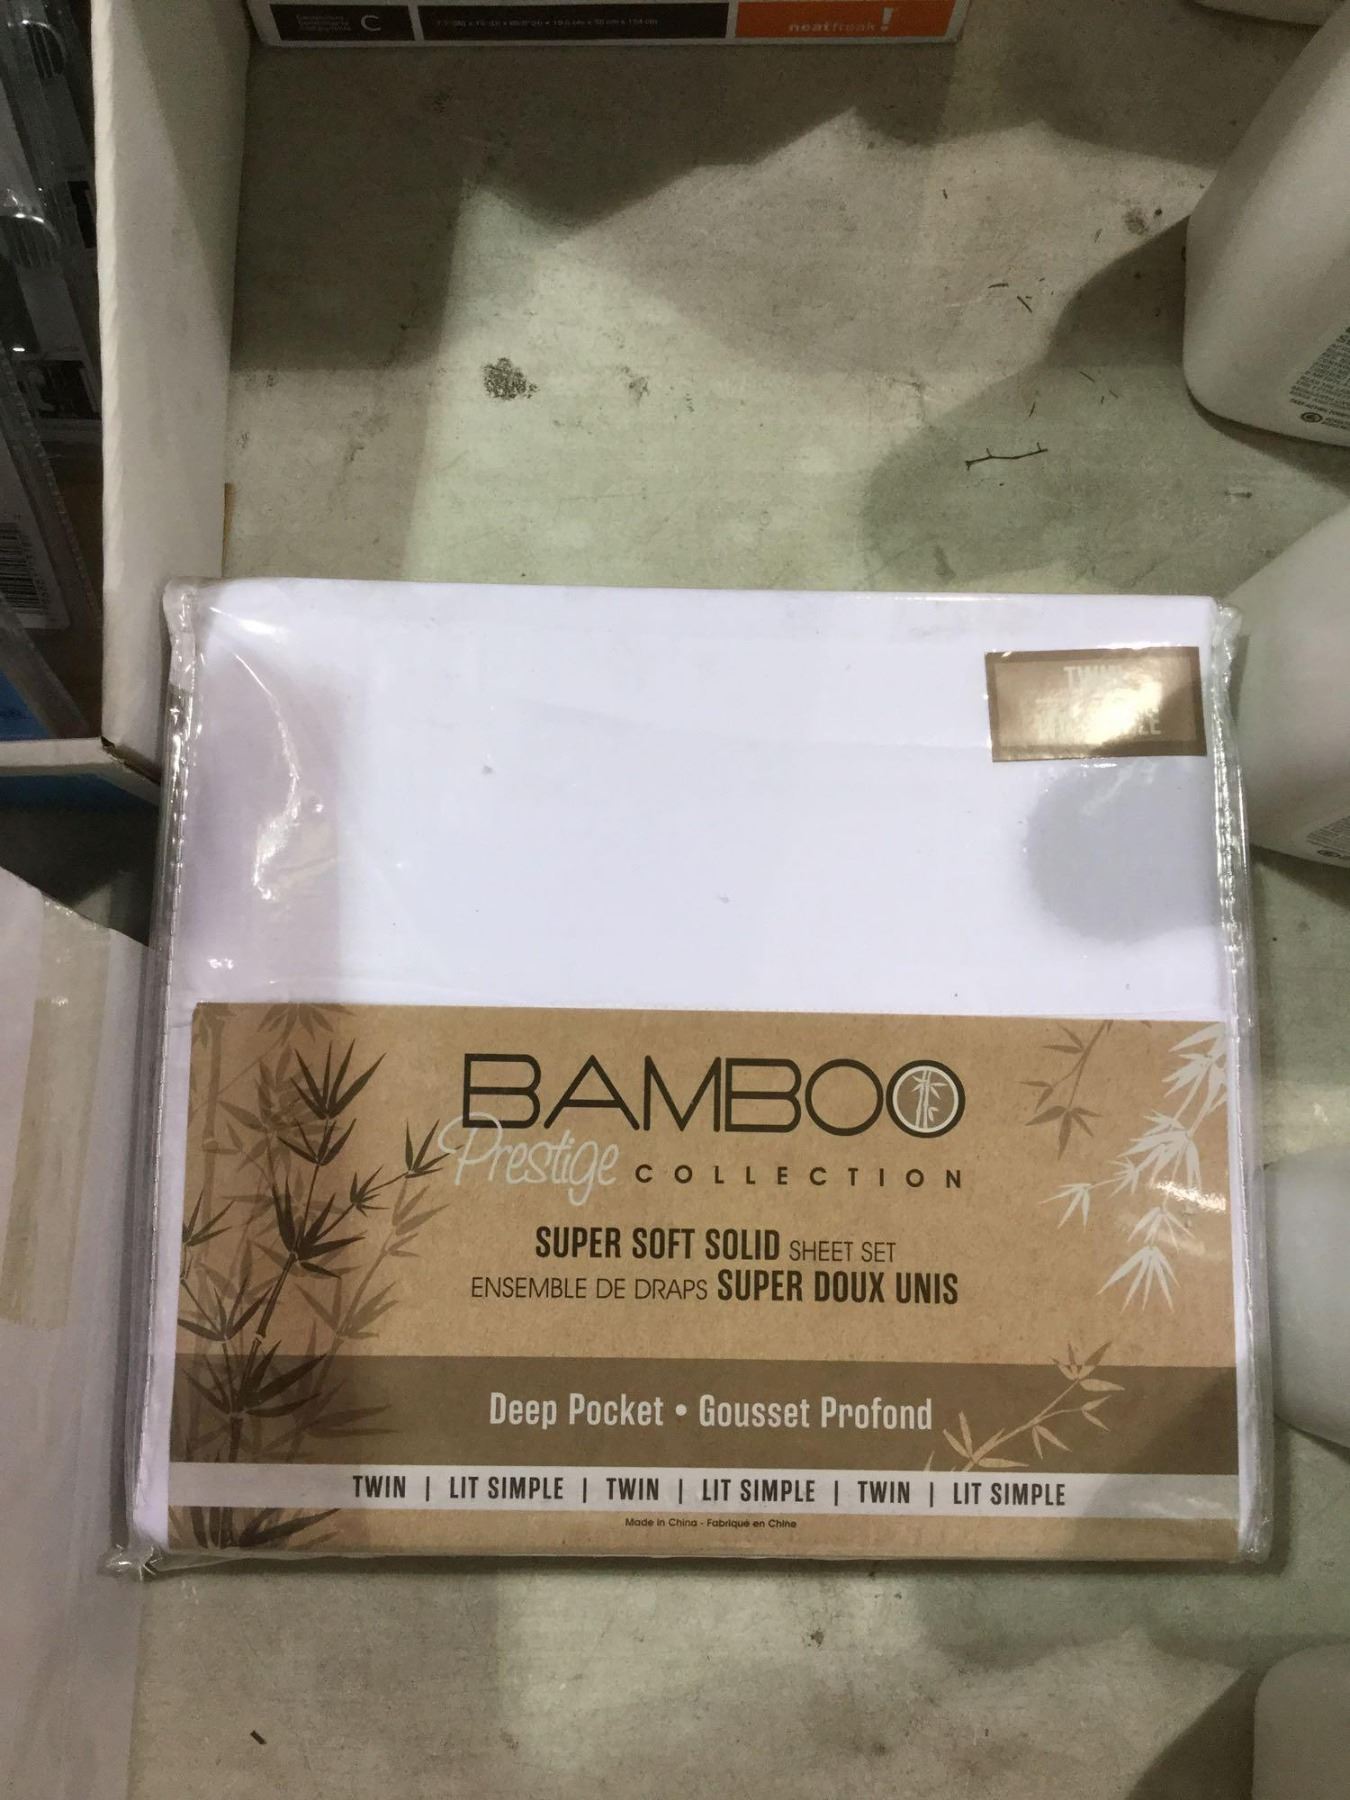 C
neatfreak!
TWIN
BAMBOO
Prestige COLLECTION
SUPER SOFT SOLID SHEET SET
ENSEMBLE DE DRAPS SUPER DOUX UNIS
Deep Pocket • Gousset Profond
TWIN | LIT SIMPLE | TWIN | LIT SIMPLE | TWIN | LIT SIMPLE
Made in China - Fabriqué en Chine